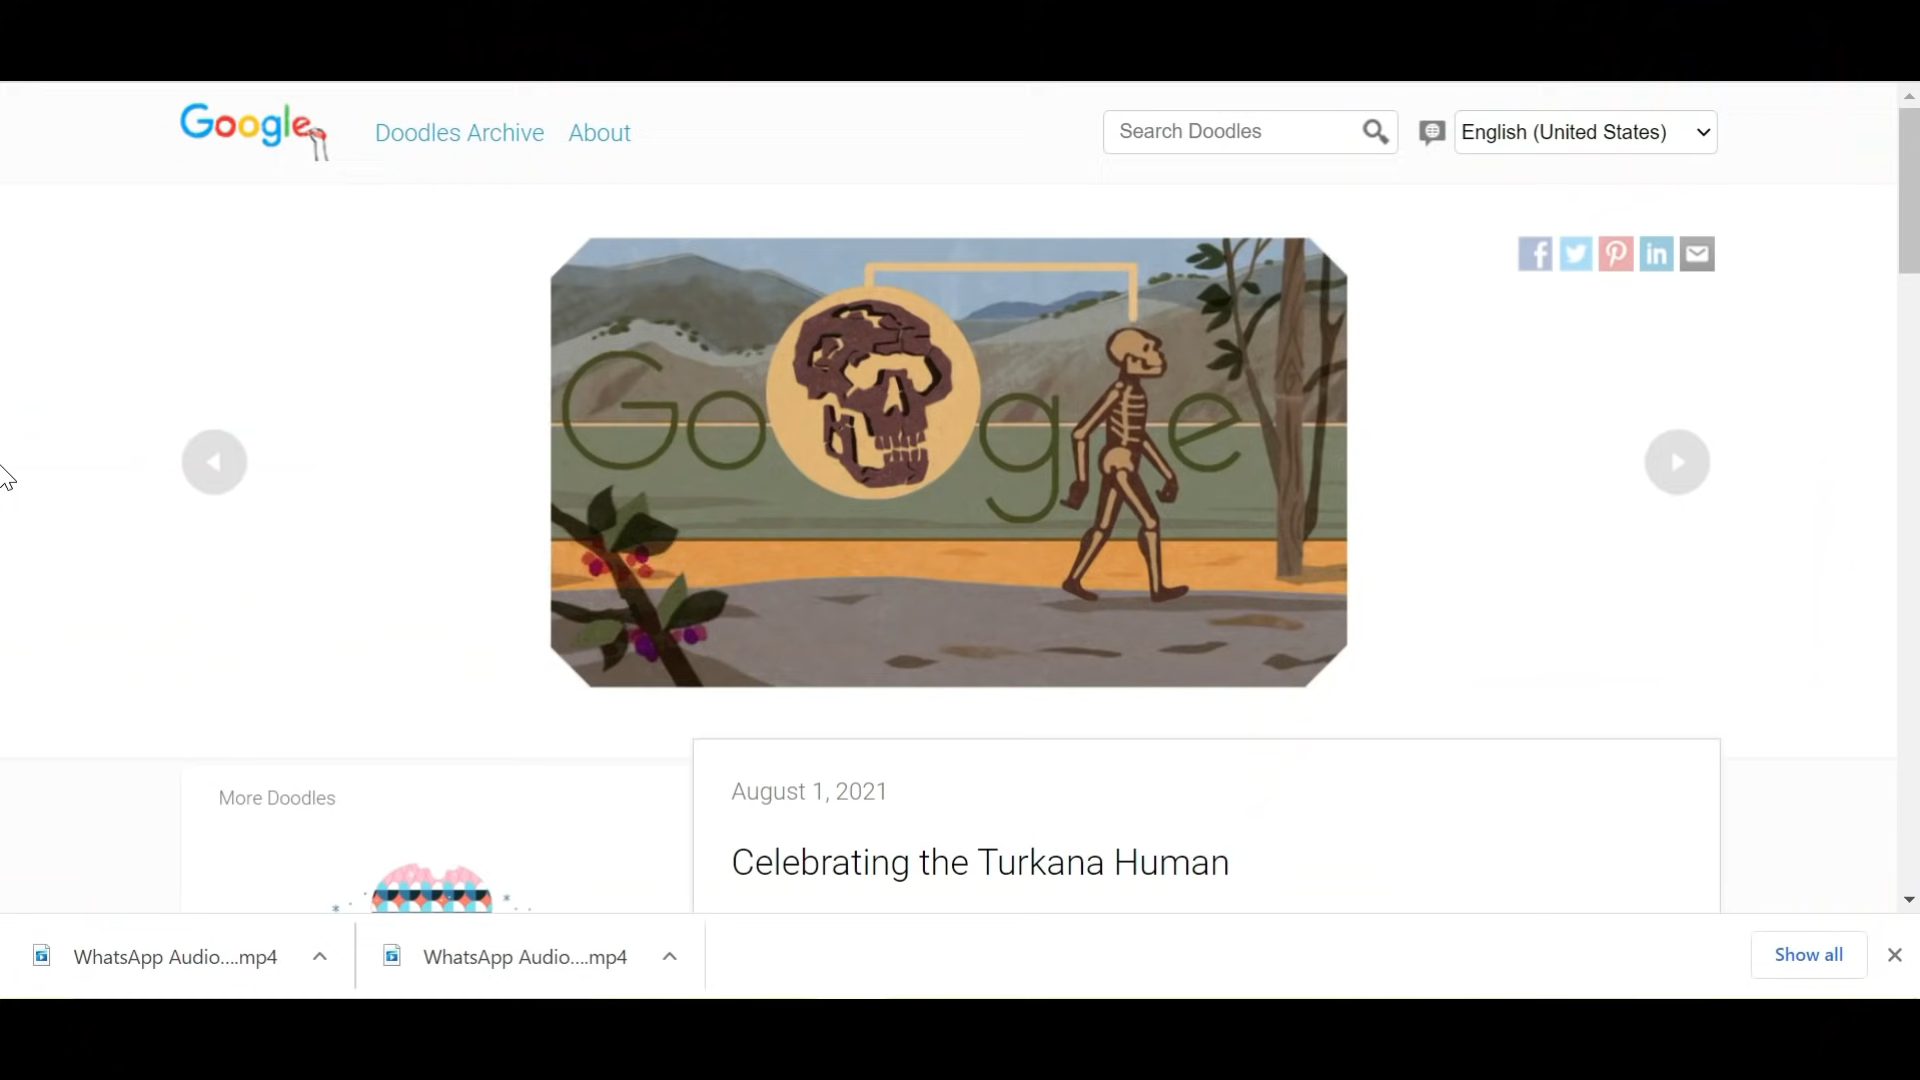 Google
Doodles Archive
About
Search Doodles
English (United States)
Google
August 1, 2021
More Doodles
Celebrating the Turkana Human
WhatsApp Audio....mp4
WhatsApp Audio....mp4
Show all